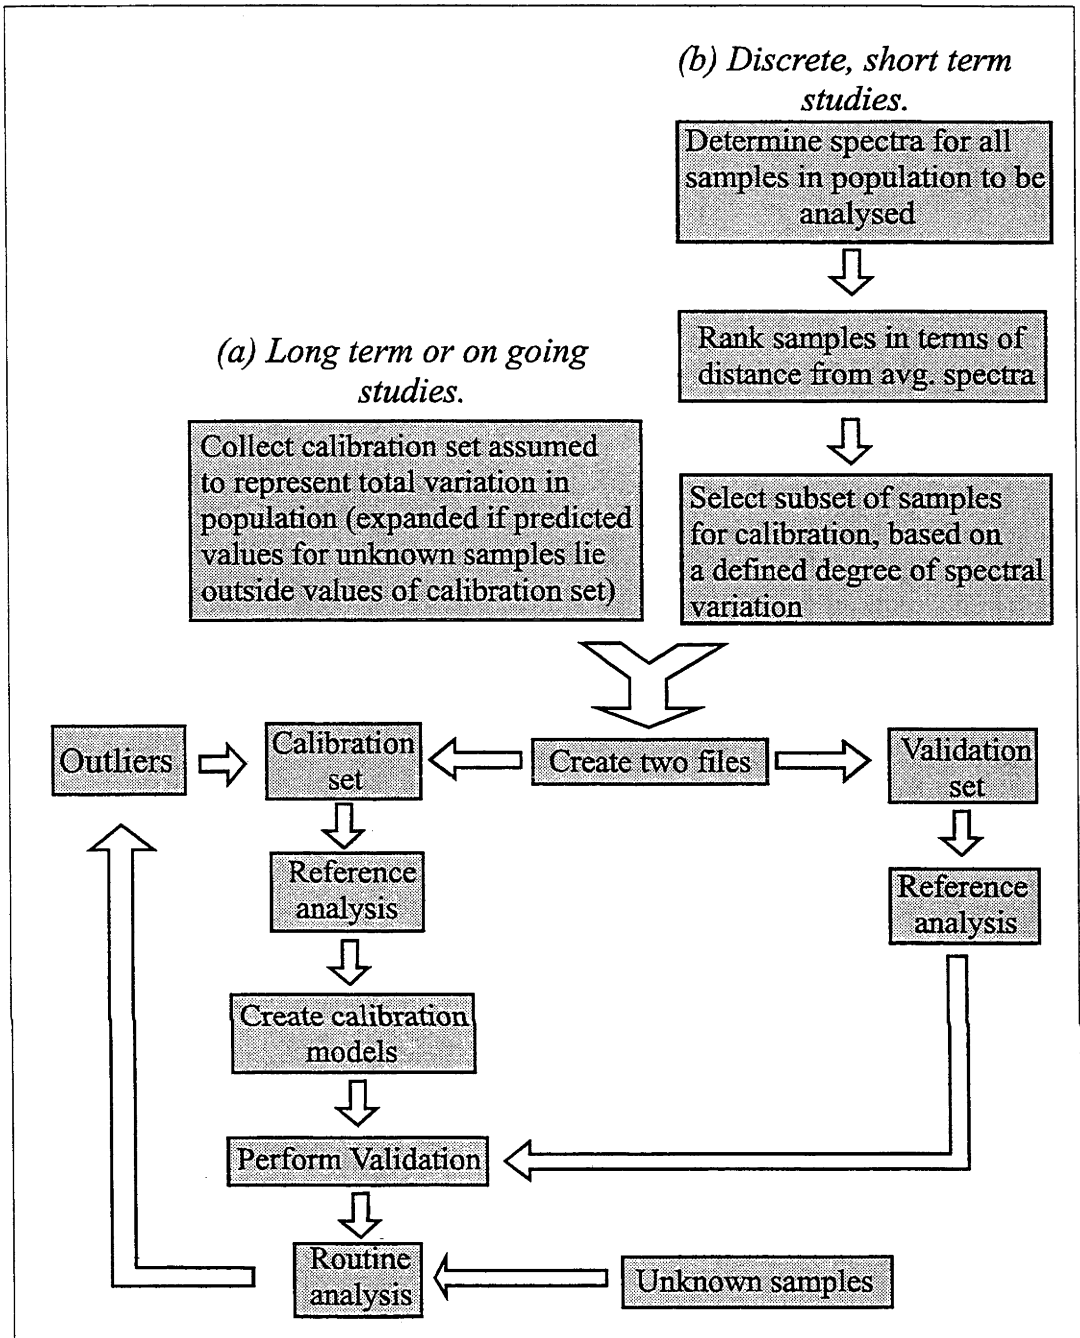 (b) Discrete, short term
studies.
Determine spectra for all
samples in population to be
analysed
Rank samples in terms of
distance from avg. spectra
(a) Long term or on going
studies.
Collect calibration set assumed
to represent total variation in
population (expanded if predicted
values for unknown samples lie
outside values of calibration set)
Select subset of samples
for calibration, based on
a defined degree of spectral
variation
Outliers
Calibration
set
Create two files
Validation
set
Reference
analysis
Reference
analysis
Create calibration
models
Perform Validation
Routine
analysis
Unknown samples